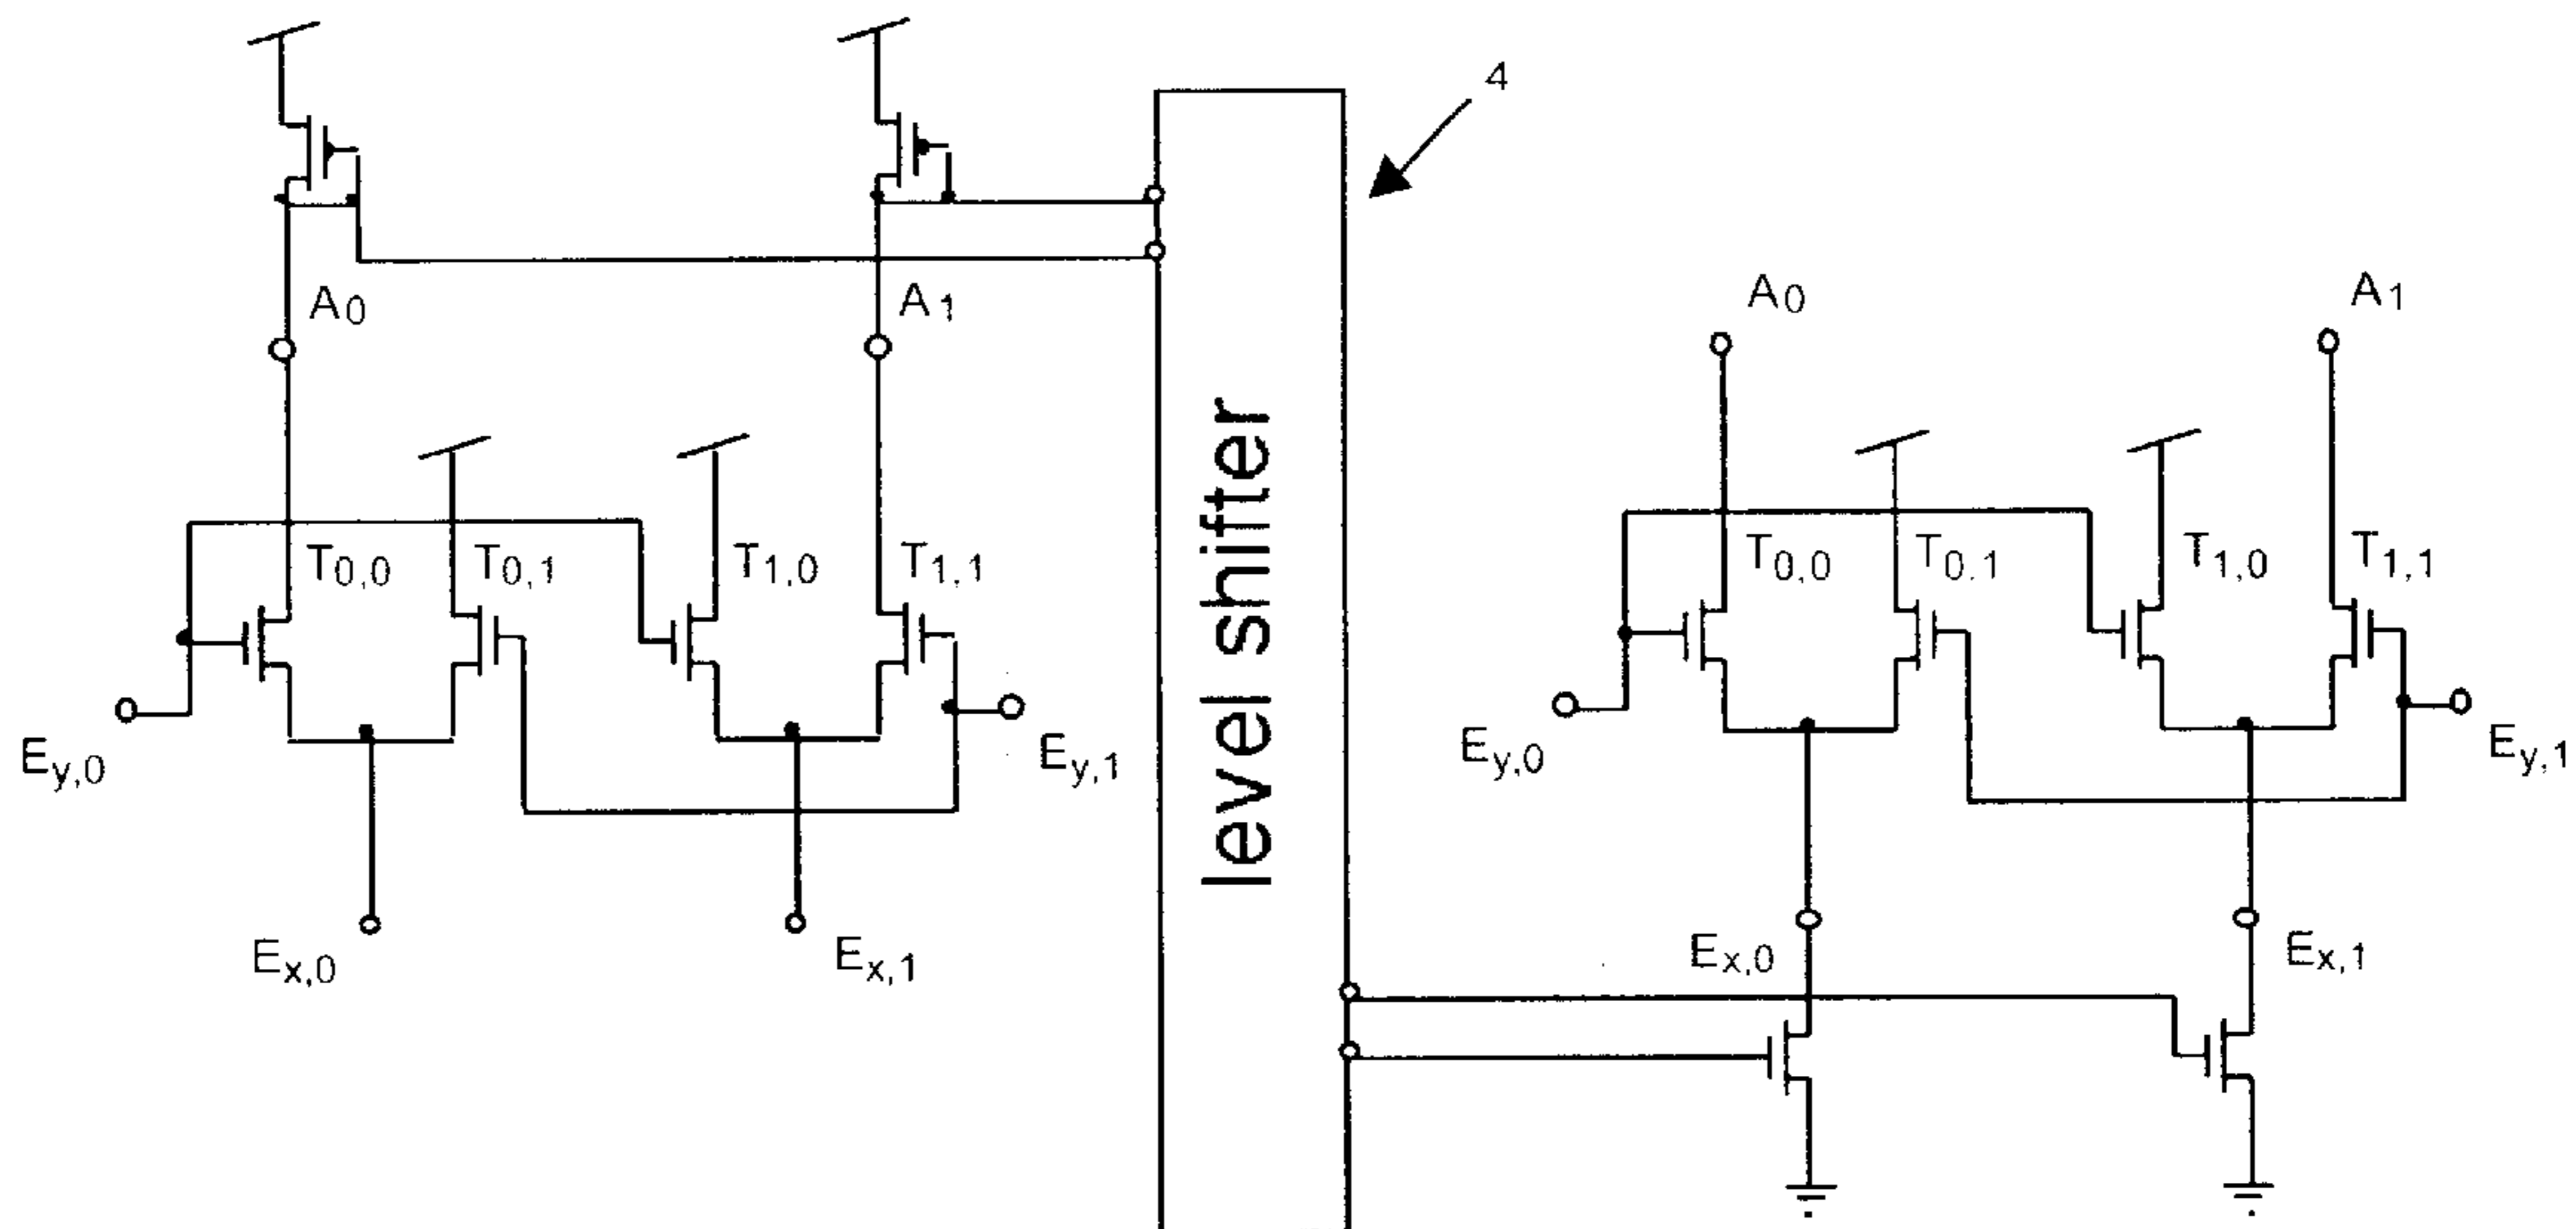 4
A0
A1
A0
A1
T0,0
T0,1
T1,0
T1,1
T0,1
T0,0
T1,0
T1,1
level shifter
Ey,0
Ey,1
Ey,0
Ey,1
Ex,0
Ex,1
Ex,0
Ex,1